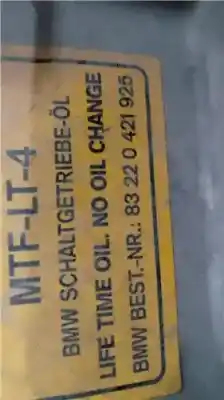 MTF-LT-4
BMW SCHALTGETRIEBE-ÖL
LIFE TIME OIL. NO OIL CHANGE
BMW BEST.-NR.: 83 22 0 421 925